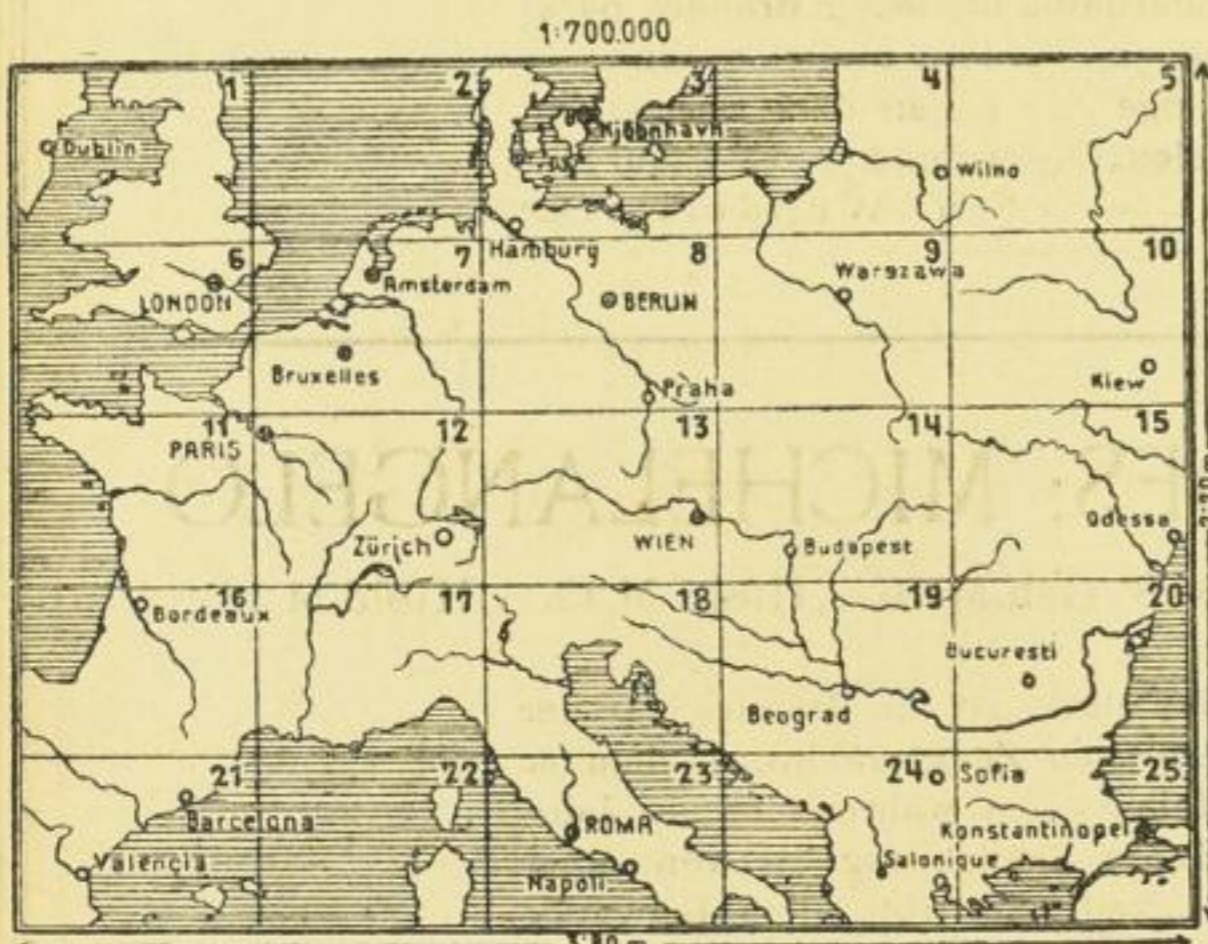 1:700.000
1 2 3 4 5
Dublin
Kjöbenhavn
Wilno
6 7 8 9 10
Hamburg
Amsterdam
LONDON
BERLIN
Warszawa
Bruxelles
Praha
Kiew
11 12 13 14 15
PARIS
Zürich
WIEN
Budapest
Odessa
16 17 18 19 20
Bordeaux
Bucuresti
Beograd
21 22 23 24 25
Sofia
Barcelona
ROMA
Konstantinopel
Valencia
Napoli
Salonique